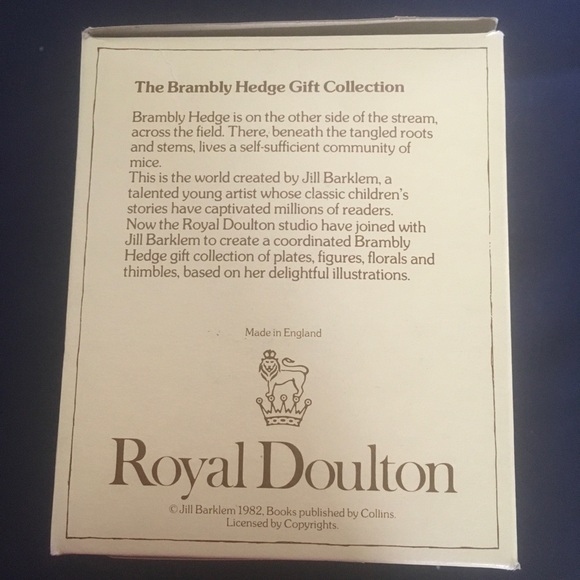 The Brambly Hedge Gift Collection
Brambly Hedge is on the other side of the stream,
across the field. There, beneath the tangled roots
and stems, lives a self-sufficient community of
mice.
This is the world created by Jill Barklem, a
talented young artist whose classic children's
stories have captivated millions of readers.
Now the Royal Doulton studio have joined with
Jill Barklem to create a coordinated Brambly
Hedge gift collection of plates, figures, florals and
thimbles, based on her delightful illustrations.
Made in England
Royal Doulton
© Jill Barklem 1982, Books published by Collins.
Licensed by Copyrights.